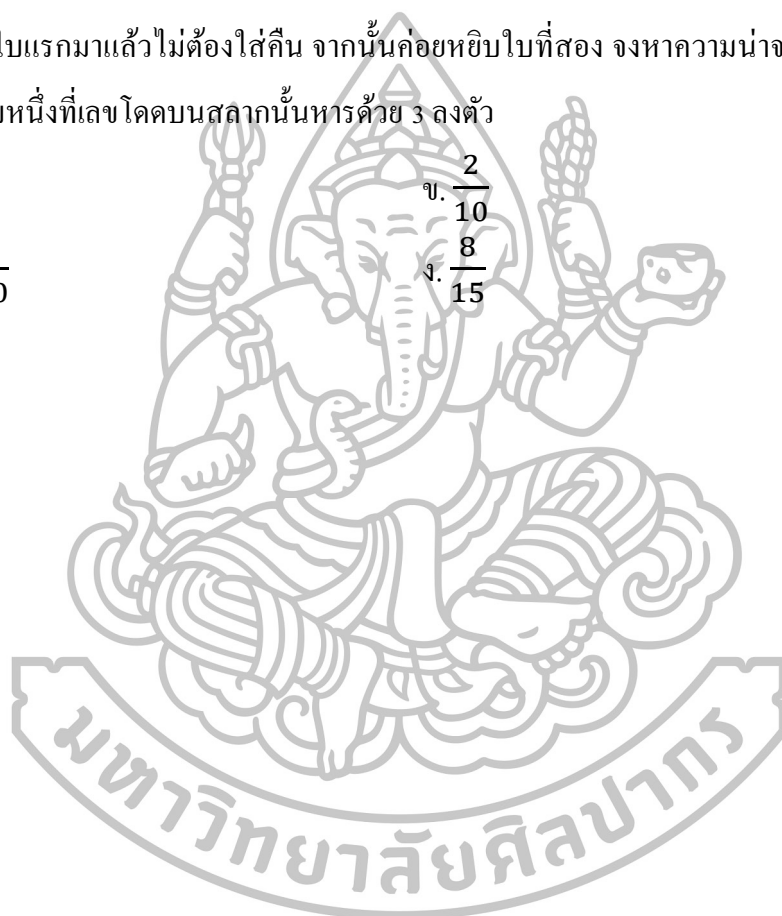 ใบแรกมาแล้วไม่ต้องใส่คืน จากนั้นค่อยหยิบใบที่สอง จงหาความน่าจ
หนึ่งที่เลขโดดบนสลากนั้นหารด้วย 3 ลงตัว
ข. 2/10
ง. 8/15
มหาวิทยาลัยศิลปากร